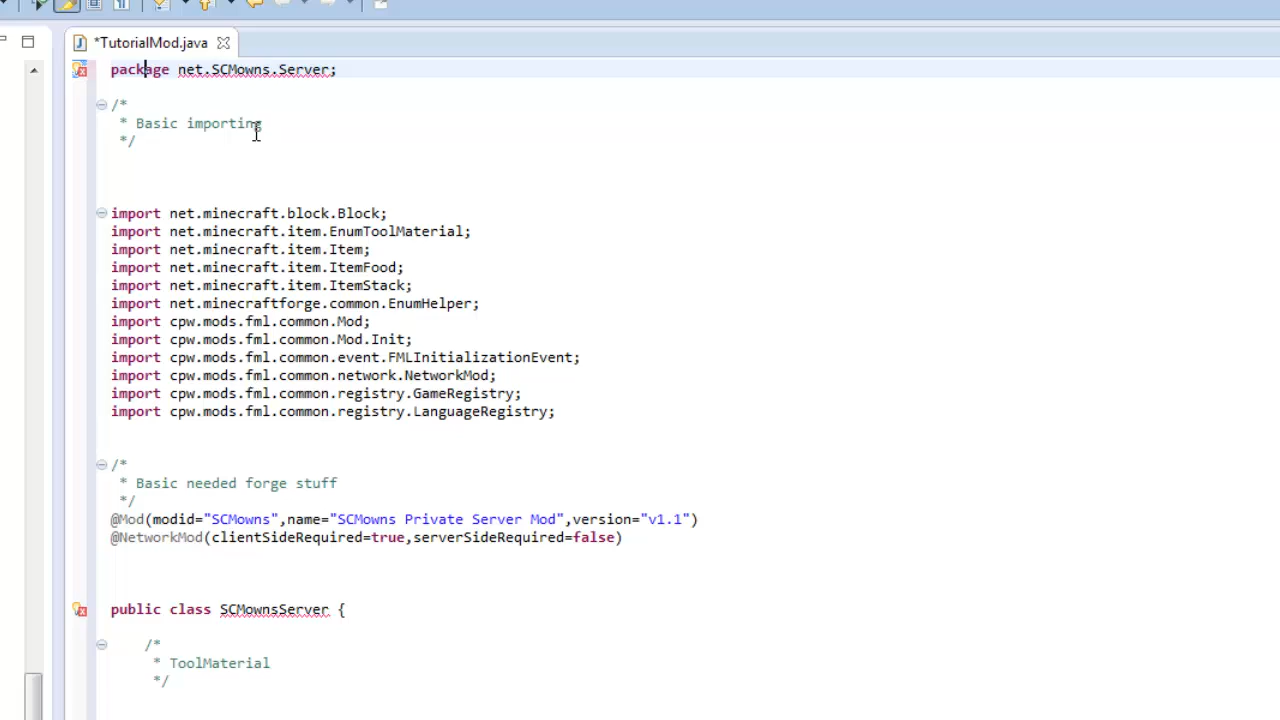 *TutorialMod.java
package net.SCMowns.Server;
/*
* Basic importing
*/
import net.minecraft.block.Block;
import net.minecraft.item.EnumToolMaterial;
import net.minecraft.item.Item;
import net.minecraft.item.ItemFood;
import net.minecraft.item.ItemStack;
import net.minecraftforge.common.EnumHelper;
import cpw.mods.fml.common.Mod;
import cpw.mods.fml.common.Mod.Init;
import cpw.mods.fml.common.event.FMLInitializationEvent;
import cpw.mods.fml.common.network.NetworkMod;
import cpw.mods.fml.common.registry.GameRegistry;
import cpw.mods.fml.common.registry.LanguageRegistry;
/*
* Basic needed forge stuff
*/
@Mod(modid="SCMowns",name="SCMowns Private Server Mod",version="v1.1")
@NetworkMod(clientSideRequired=true,serverSideRequired=false)
public class SCMownsServer {
/*
* ToolMaterial
*/